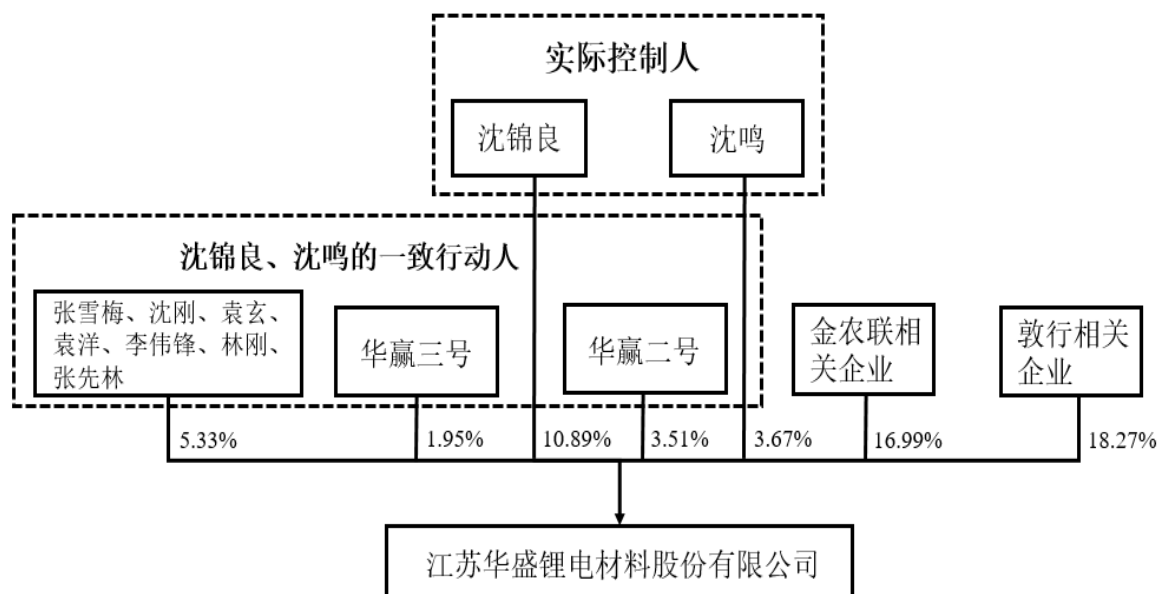 实际控制人
沈锦良
沈鸣
沈锦良、沈鸣的一致行动人
张雪梅、沈刚、袁玄、
袁洋、李伟锋、林刚、
张先林
华赢三号
华赢二号
金农联相
关企业
敦行相关
企业
5.33%
1.95%
10.89%
3.51%
3.67%
16.99%
18.27%
江苏华盛锂电材料股份有限公司